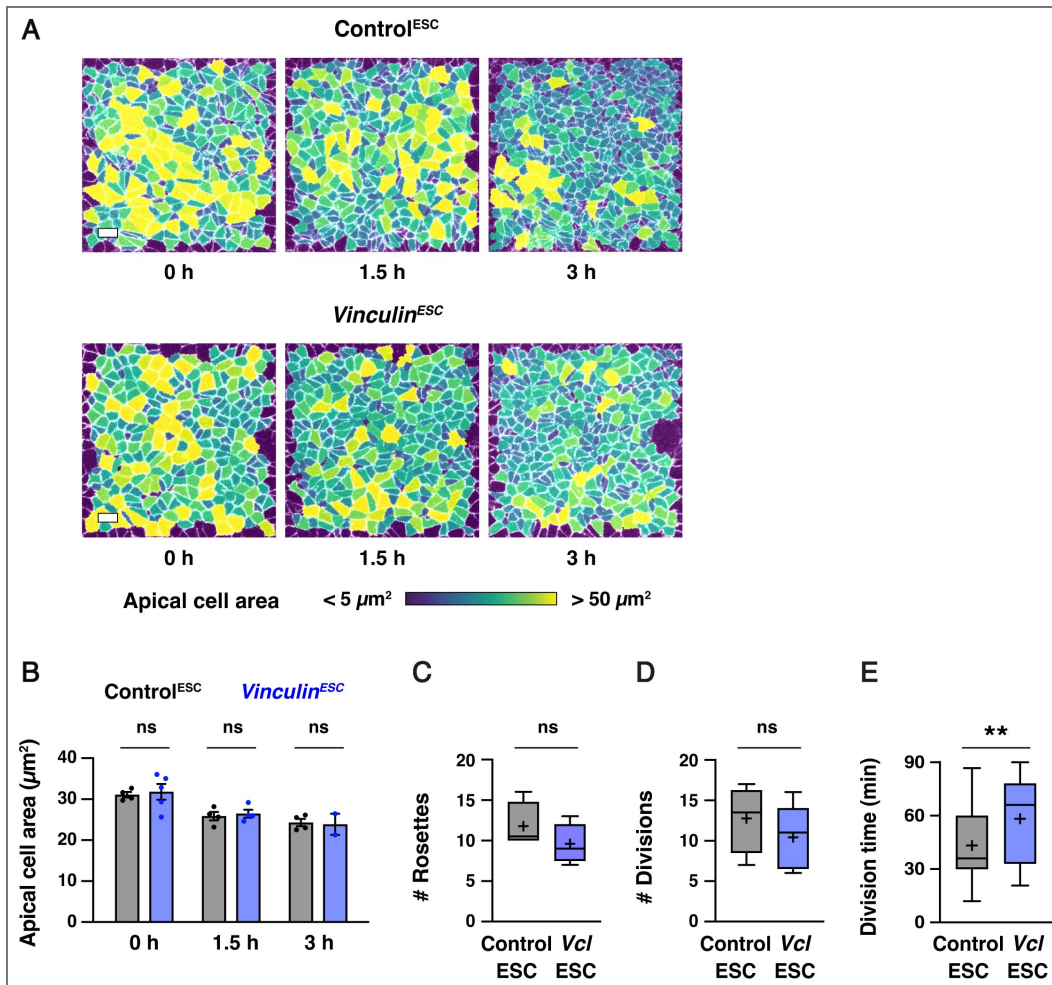 A
Control^ESC
0 h 1.5 h 3 h
Vinculin^ESC
0 h 1.5 h 3 h
Apical cell area < 5 µm² > 50 µm²
B
Control^ESC Vinculin^ESC
ns ns ns
Apical cell area (µm²)
40
30
20
10
0
0 h 1.5 h 3 h
C
ns
# Rosettes
20
15
10
5
0
Control Vcl
ESC ESC
D
ns
# Divisions
20
15
10
5
0
Control Vcl
ESC ESC
E
**
Division time (min)
90
60
30
0
Control Vcl
ESC ESC